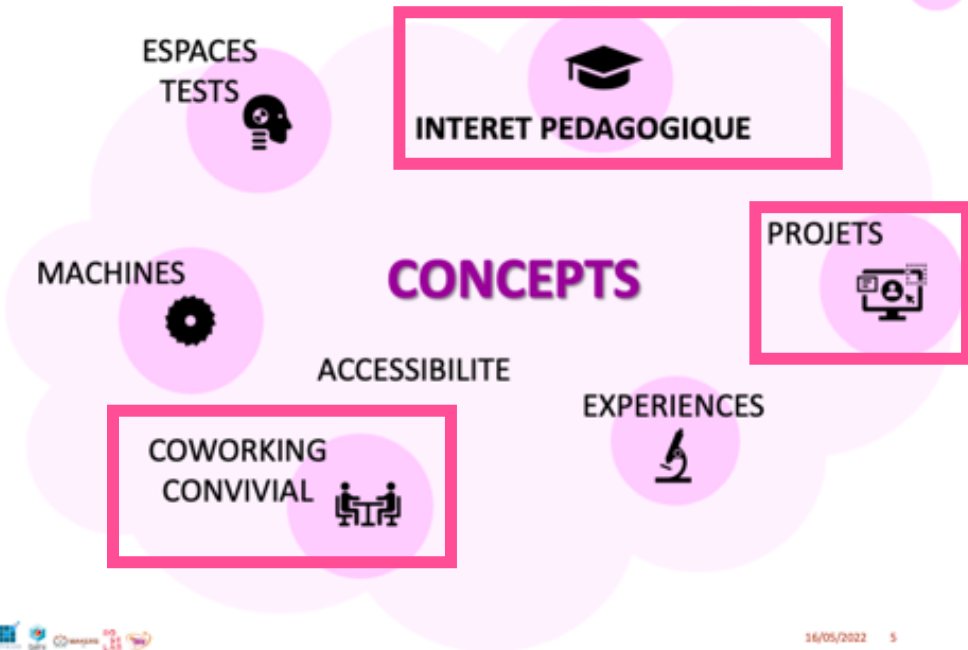 ESPACES
TESTS
INTERET PEDAGOGIQUE
PROJETS
MACHINES
CONCEPTS
ACCESSIBILITE
EXPERIENCES
COWORKING
CONVIVIAL
16/05/2022 5